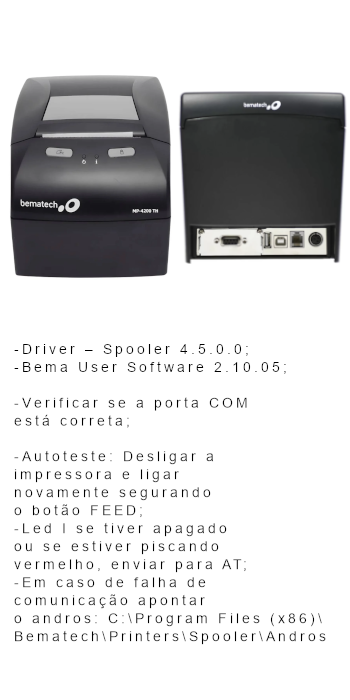 bematech
bematech
MP-4200 TH
-Driver – Spooler 4.5.0.0;
-Bema User Software 2.10.05;
-Verificar se a porta COM
está correta;
-Autoteste: Desligar a
impressora e ligar
novamente segurando
o botão FEED;
-Led I se tiver apagado
ou se estiver piscando
vermelho, enviar para AT;
-Em caso de falha de
comunicação apontar
o andros: C:\Program Files (x86)\
Bematech\Printers\Spooler\Andros